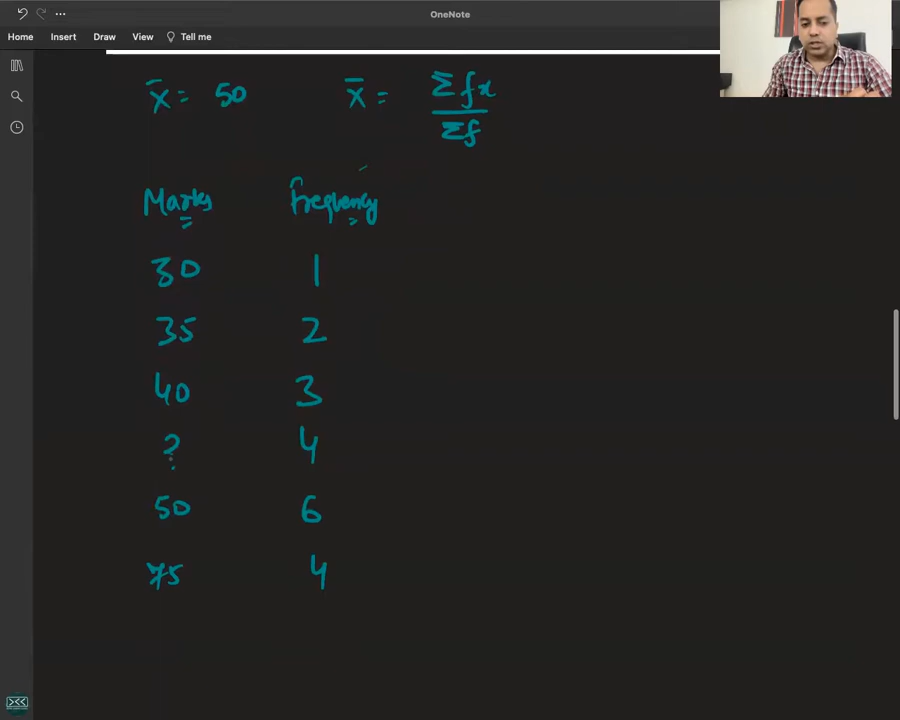 OneNote
Home Insert Draw View Tell me
x̄ = 50 x̄ = Σfx / Σf
Marks Frequency
30 1
35 2
40 3
? 4
50 6
75 4